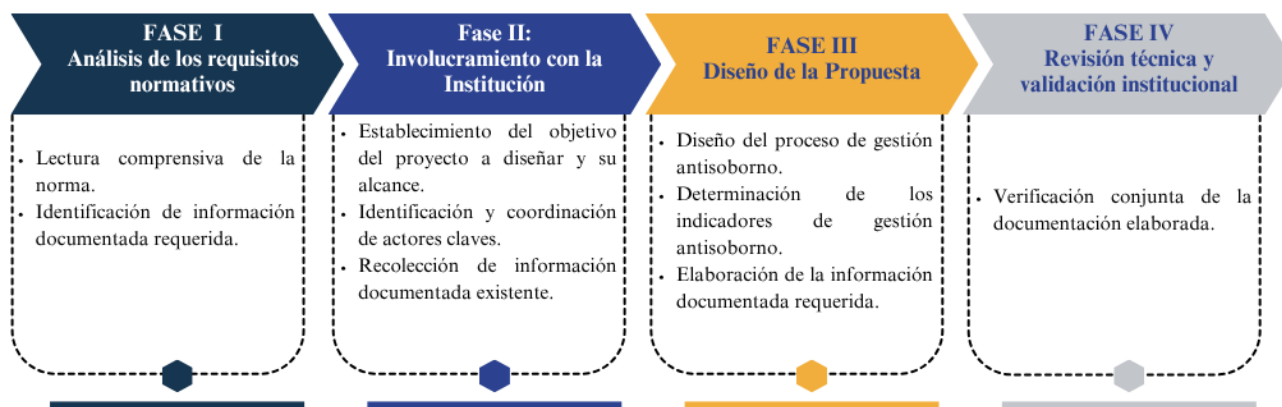 FASE I
Análisis de los requisitos
normativos
• Lectura comprensiva de la
norma.
• Identificación de información
documentada requerida.
Fase II:
Involucramiento con la
Institución
• Establecimiento del objetivo
del proyecto a diseñar y su
alcance.
• Identificación y coordinación
de actores claves.
• Recolección de información
documentada existente.
FASE III
Diseño de la Propuesta
• Diseño del proceso de gestión
antisoborno.
• Determinación de los
indicadores de gestión
antisoborno.
• Elaboración de la información
documentada requerida.
FASE IV
Revisión técnica y
validación institucional
• Verificación conjunta de la
documentación elaborada.